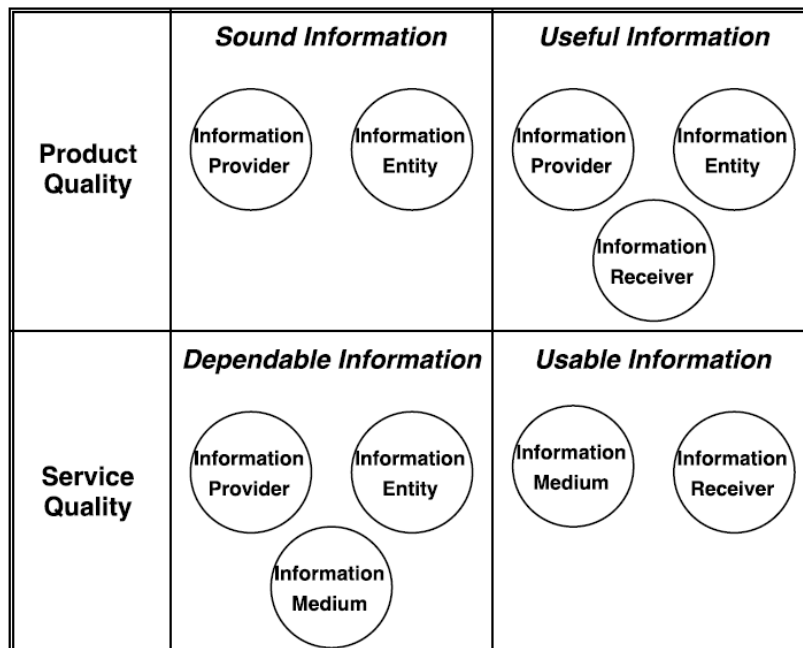 Sound Information
Useful Information
Product
Quality
Information
Provider
Information
Entity
Information
Provider
Information
Entity
Information
Receiver
Dependable Information
Usable Information
Service
Quality
Information
Provider
Information
Entity
Information
Medium
Information
Medium
Information
Receiver